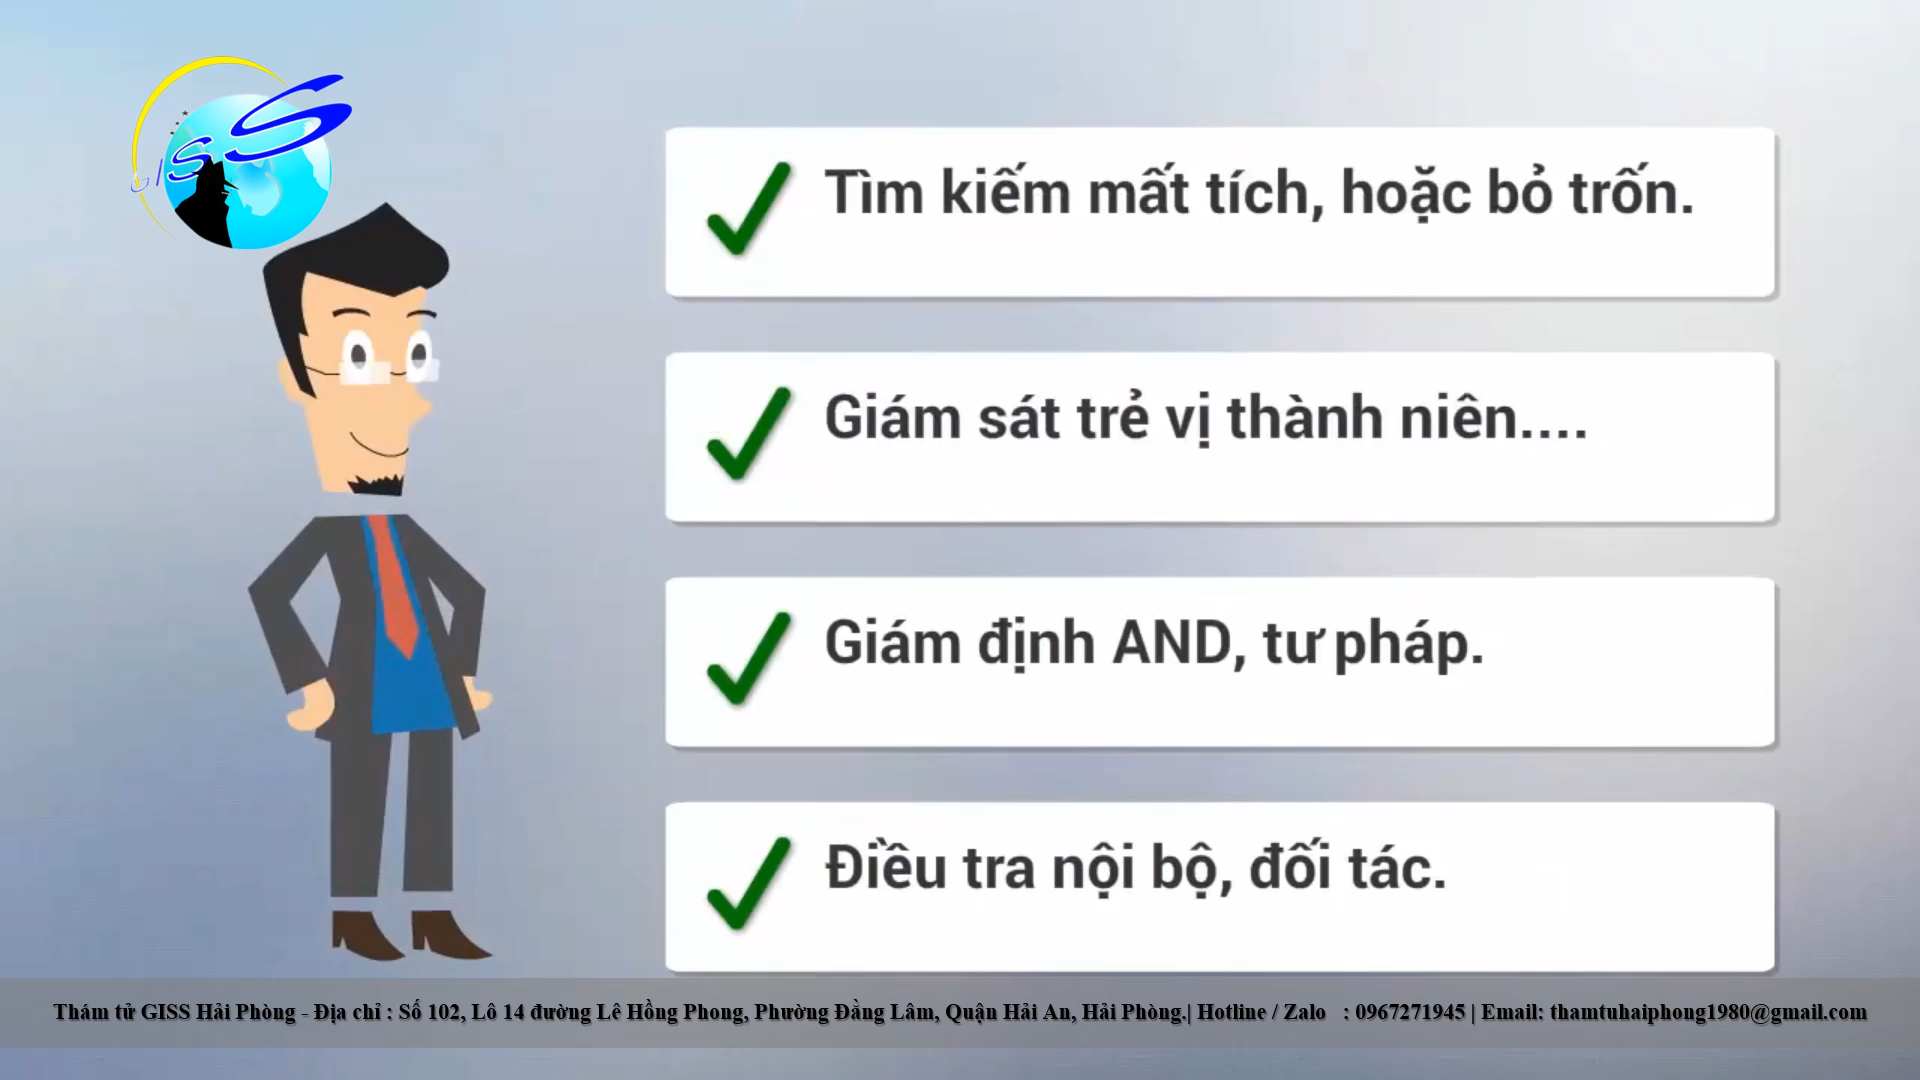 GISS
Tìm kiếm mất tích, hoặc bỏ trốn.
Giám sát trẻ vị thành niên....
Giám định AND, tư pháp.
Điều tra nội bộ, đối tác.
Thám tử GISS Hải Phòng - Địa chỉ : Số 102, Lô 14 đường Lê Hồng Phong, Phường Đằng Lâm, Quận Hải An, Hải Phòng.| Hotline / Zalo : 0967271945 | Email: thamtuhaiphong1980@gmail.com